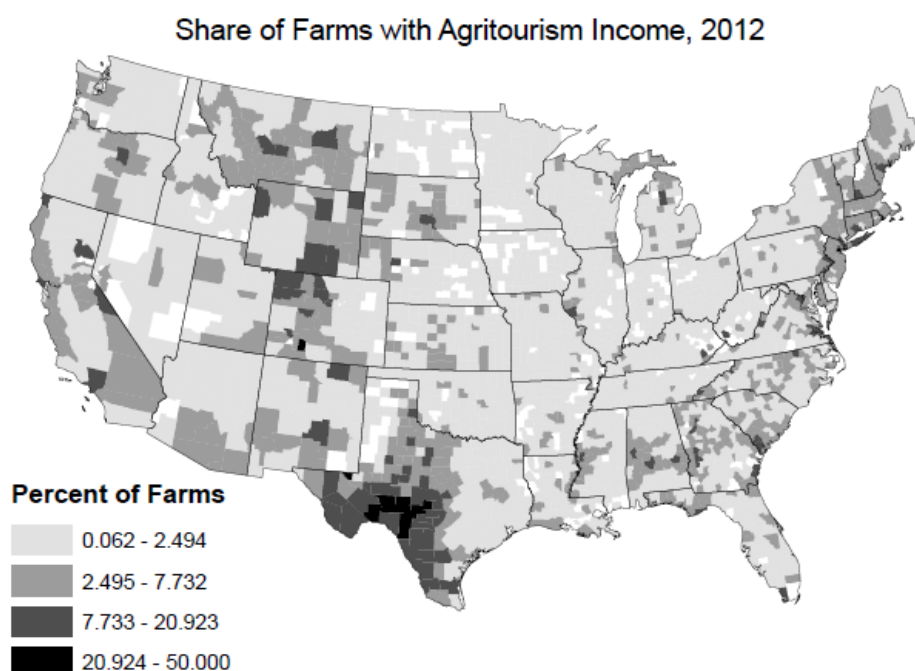 Share of Farms with Agritourism Income, 2012
Percent of Farms
0.062 - 2.494
2.495 - 7.732
7.733 - 20.923
20.924 - 50.000